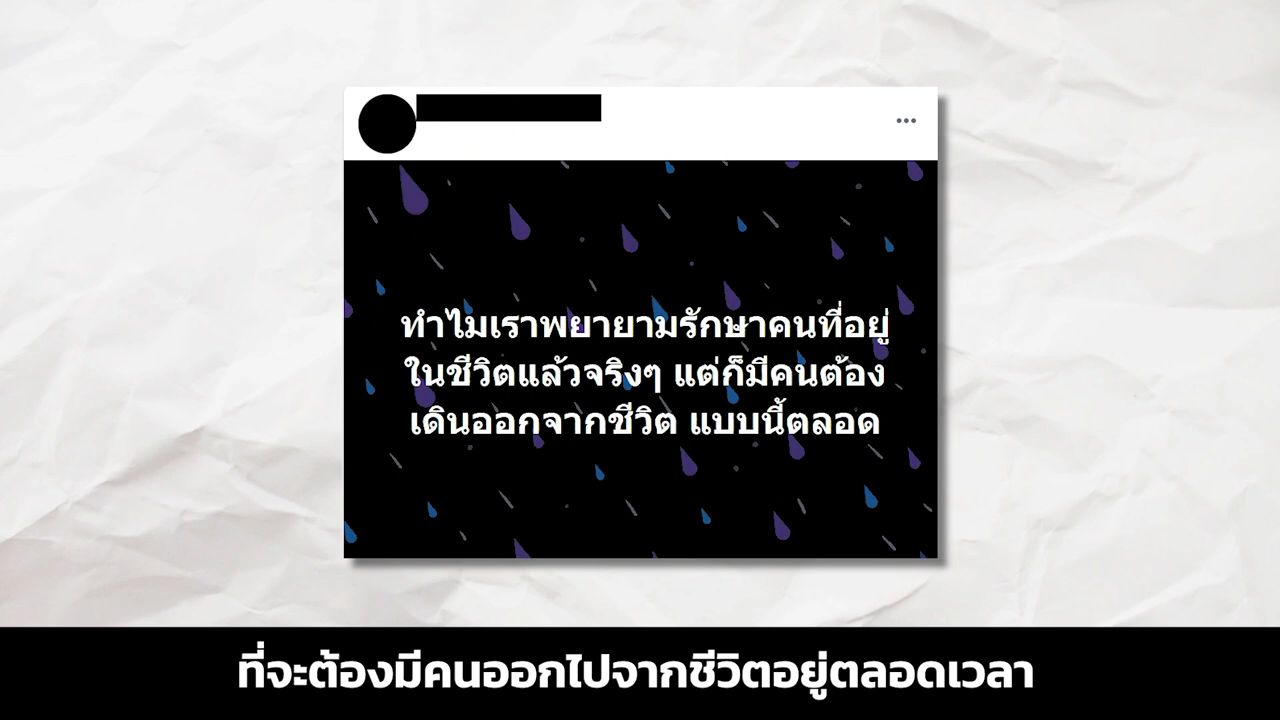 ทำไมเราพยายามรักษาคนที่อยู่
ในชีวิตแล้วจริงๆ แต่ก็มีคนต้อง
เดินออกจากชีวิต แบบนี้ตลอด
ที่จะต้องมีคนออกไปจากชีวิตอยู่ตลอดเวลา